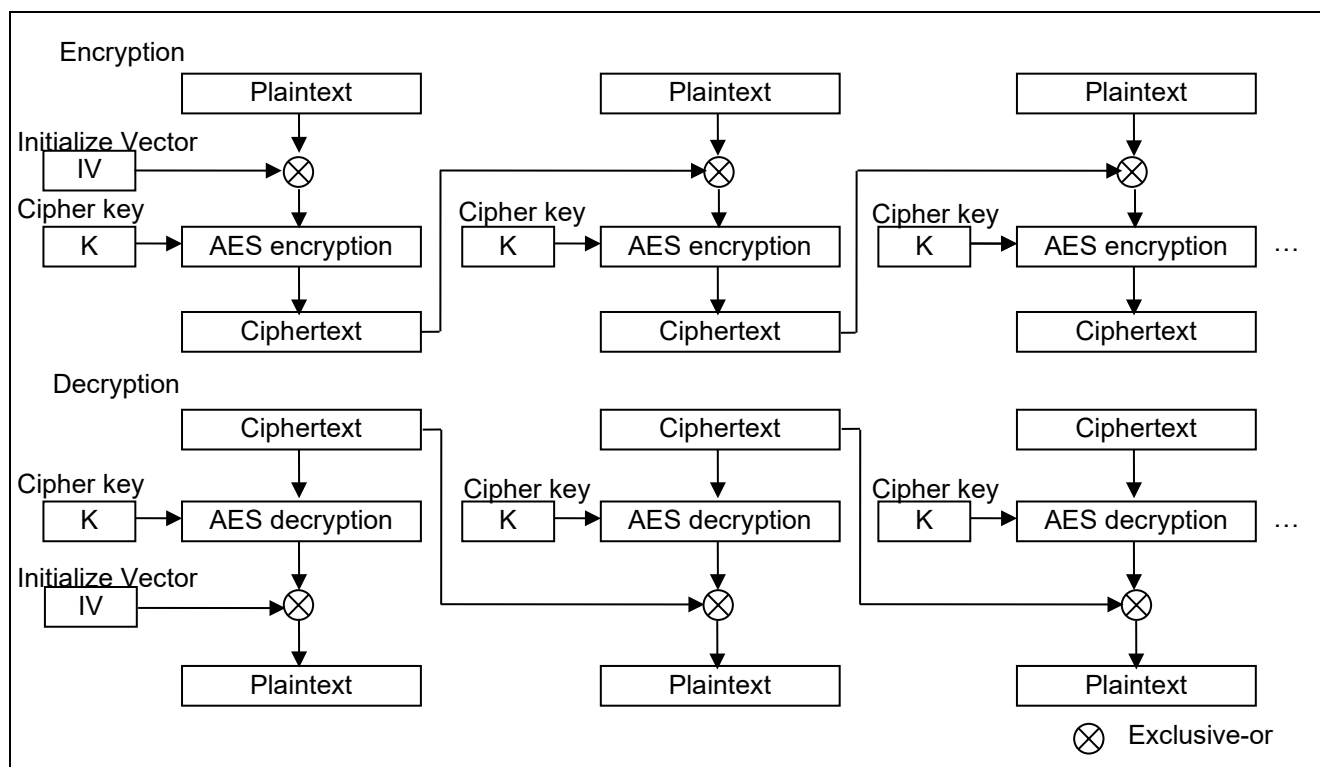 Encryption
Plaintext Plaintext Plaintext
Initialize Vector
IV
Cipher key Cipher key Cipher key
K AES encryption K AES encryption K AES encryption …
Ciphertext Ciphertext Ciphertext
Decryption
Ciphertext Ciphertext Ciphertext
Cipher key Cipher key Cipher key
K AES decryption K AES decryption K AES decryption …
Initialize Vector
IV
Plaintext Plaintext Plaintext
Exclusive-or